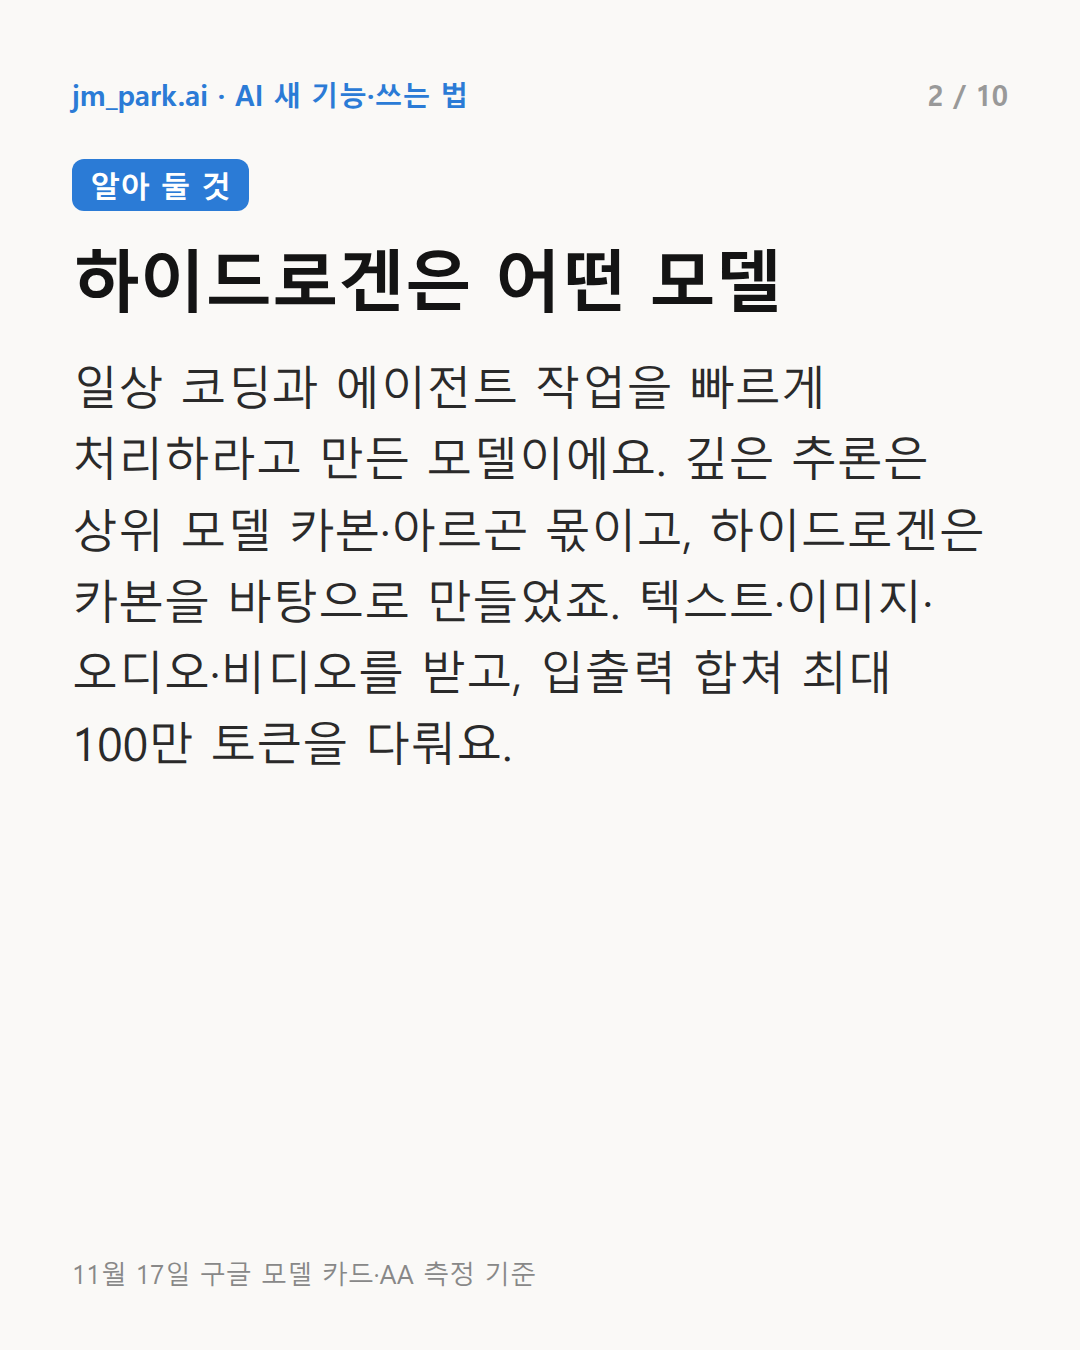 jm_park.ai · AI 새 기능·쓰는 법
2 / 10
알아 둘 것
하이드로겐은 어떤 모델
일상 코딩과 에이전트 작업을 빠르게
처리하라고 만든 모델이에요. 깊은 추론은
상위 모델 카본·아르곤 몫이고, 하이드로겐은
카본을 바탕으로 만들었죠. 텍스트·이미지·
오디오·비디오를 받고, 입출력 합쳐 최대
100만 토큰을 다뤄요.
11월 17일 구글 모델 카드·AA 측정 기준